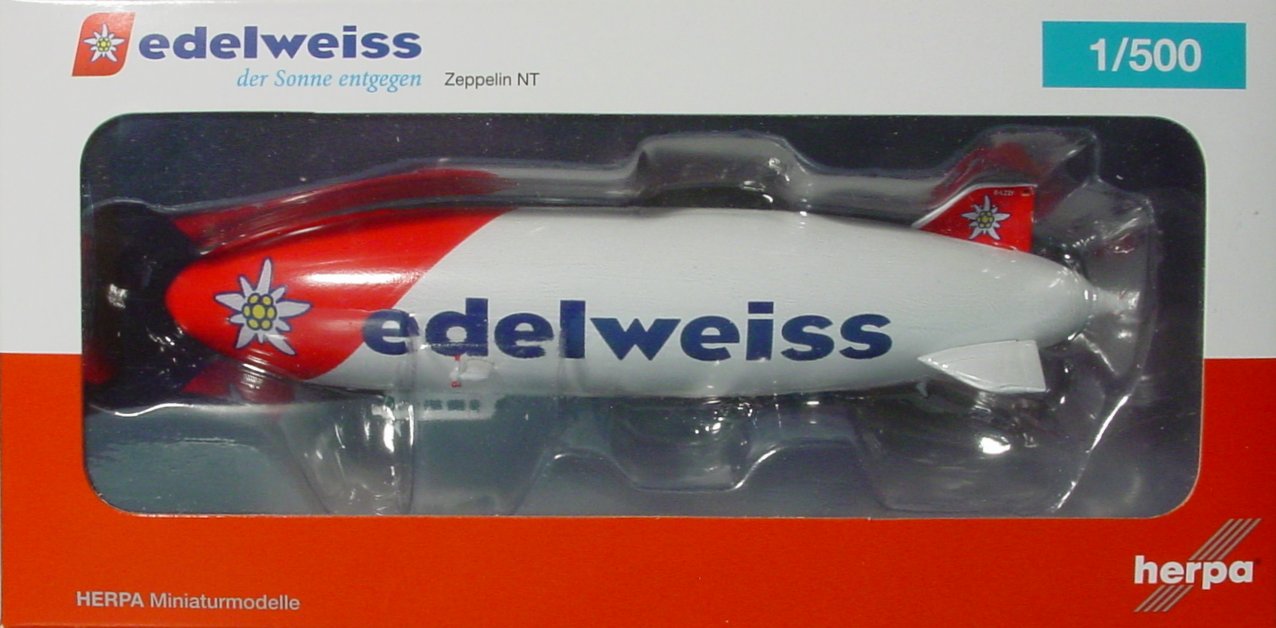 edelweiss
der Sonne entgegen
Zeppelin NT
1/500
edelweiss
HERPA Miniaturmodelle
herpa